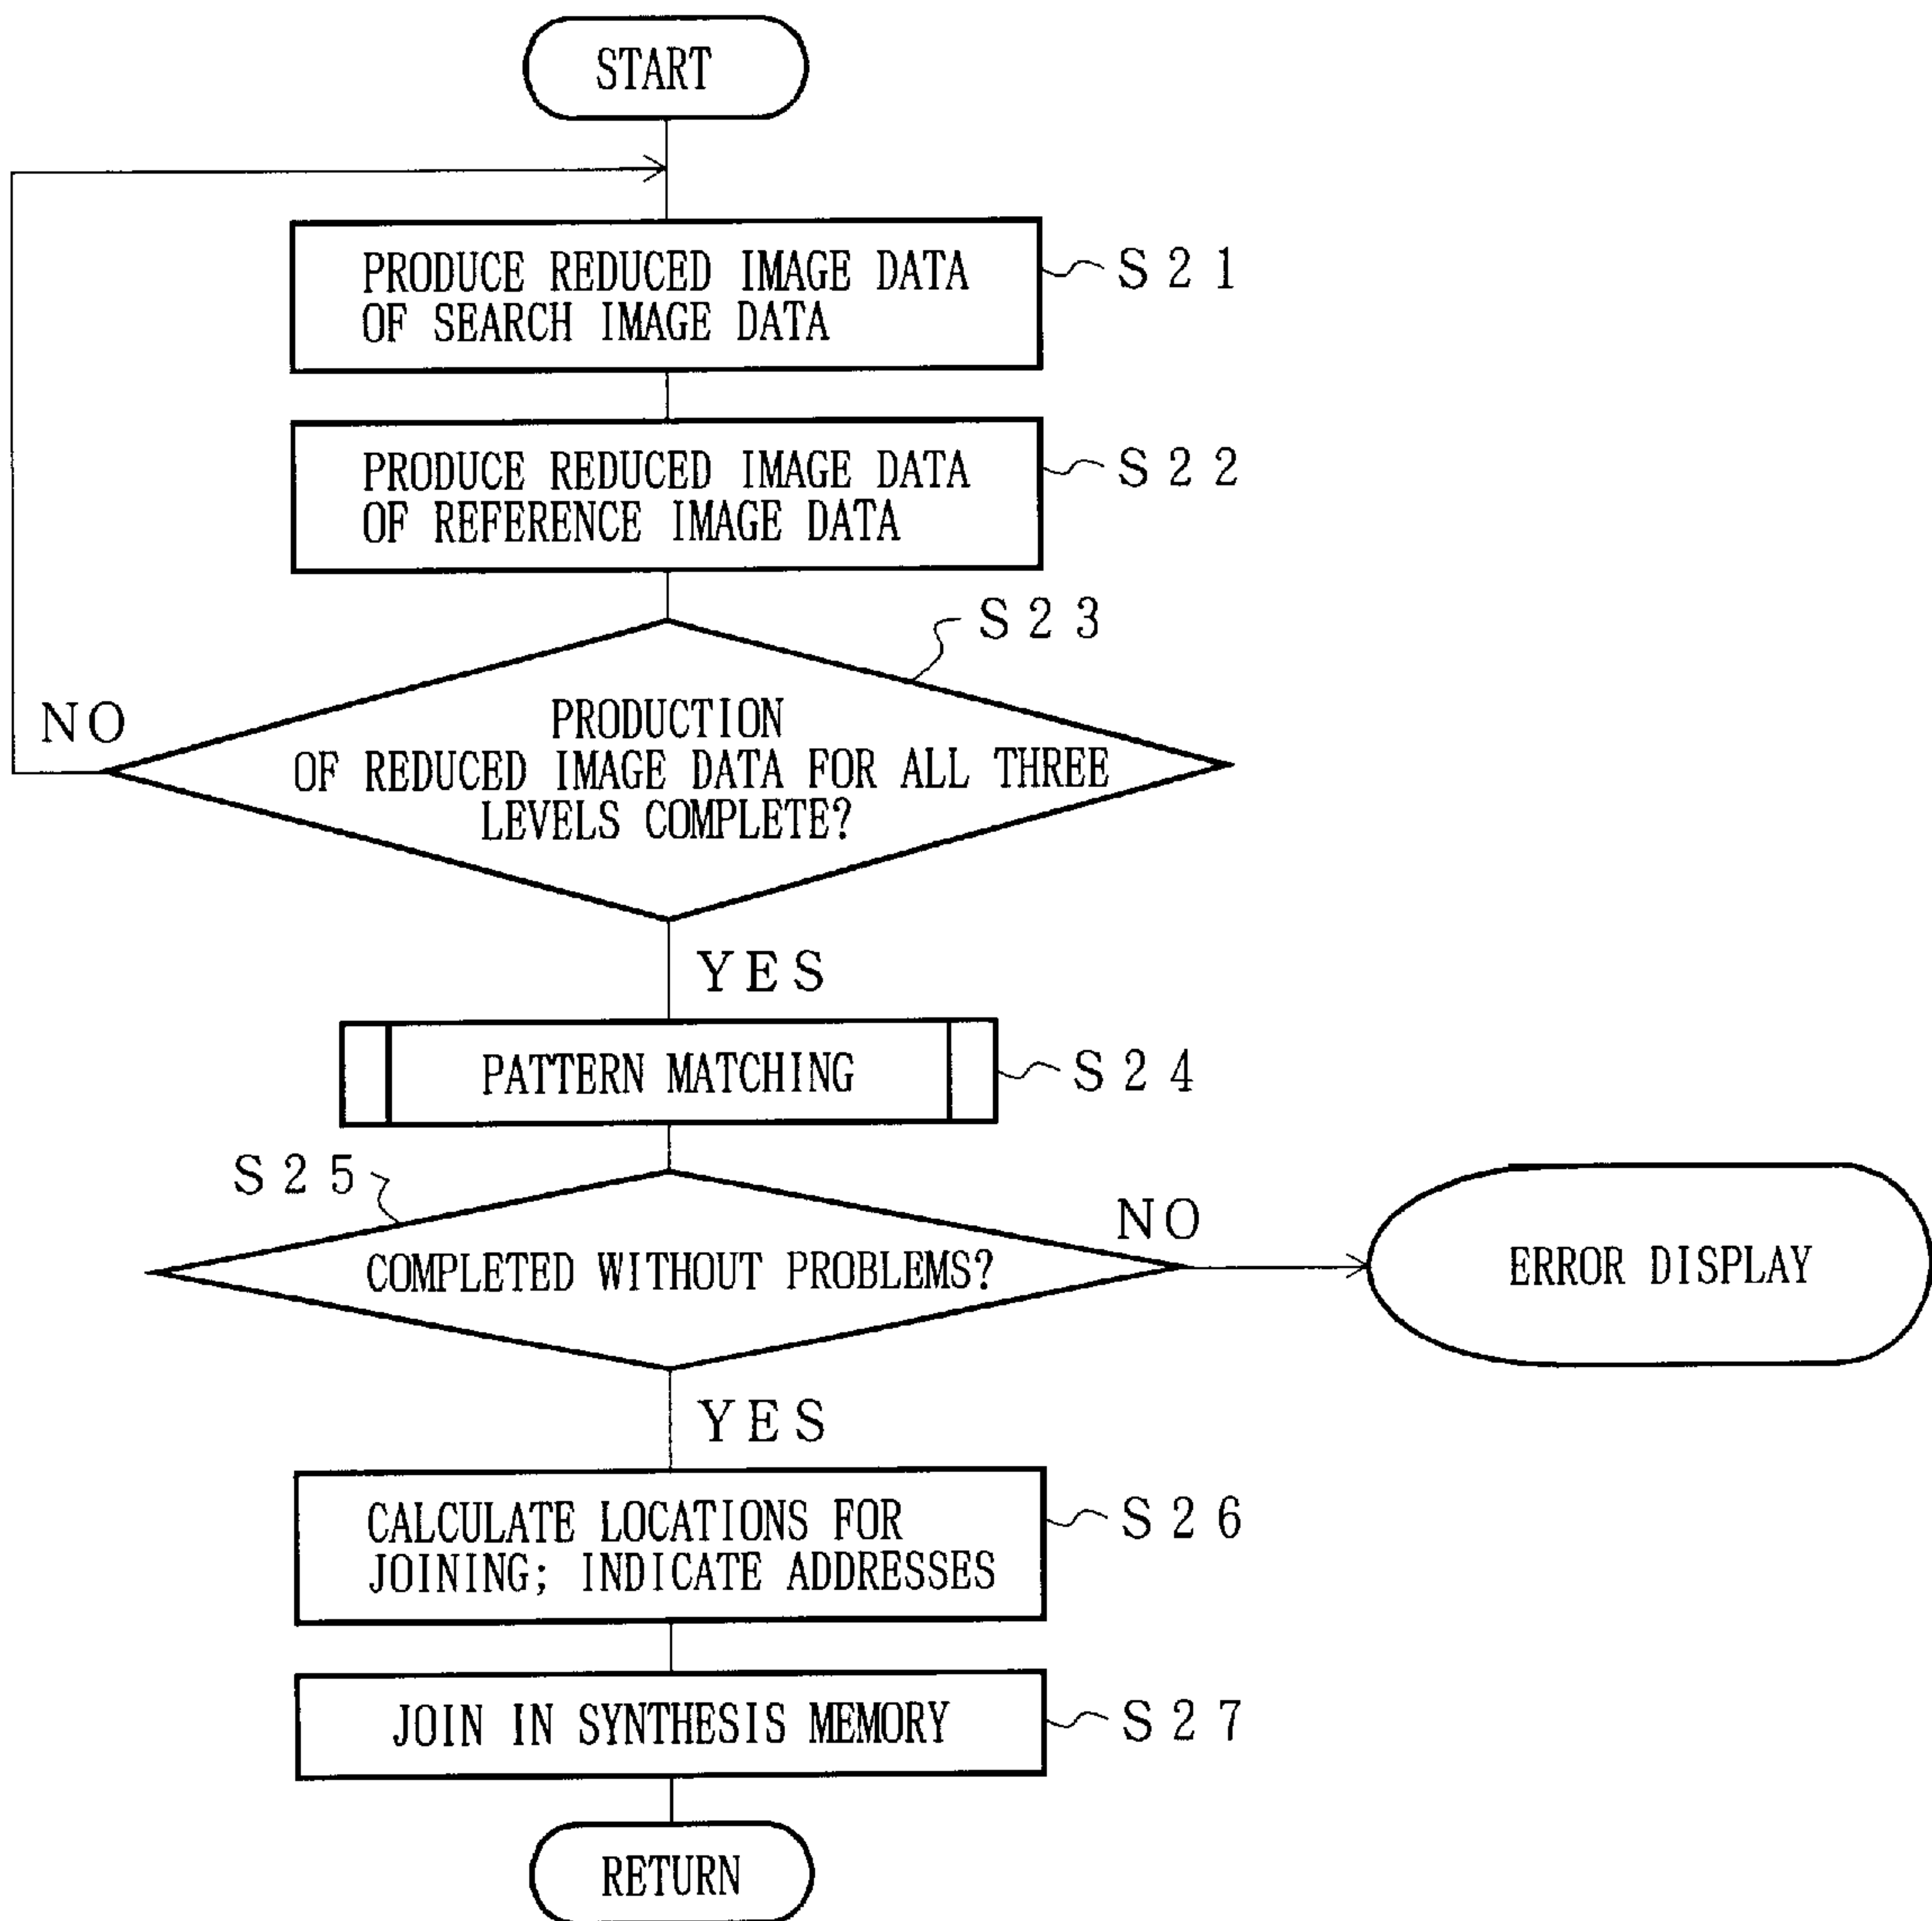 START
PRODUCE REDUCED IMAGE DATA
OF SEARCH IMAGE DATA
S21
PRODUCE REDUCED IMAGE DATA
OF REFERENCE IMAGE DATA
S22
S23
NO
PRODUCTION
OF REDUCED IMAGE DATA FOR ALL THREE
LEVELS COMPLETE?
YES
PATTERN MATCHING
S24
S25
COMPLETED WITHOUT PROBLEMS?
NO
ERROR DISPLAY
YES
CALCULATE LOCATIONS FOR
JOINING; INDICATE ADDRESSES
S26
JOIN IN SYNTHESIS MEMORY
S27
RETURN